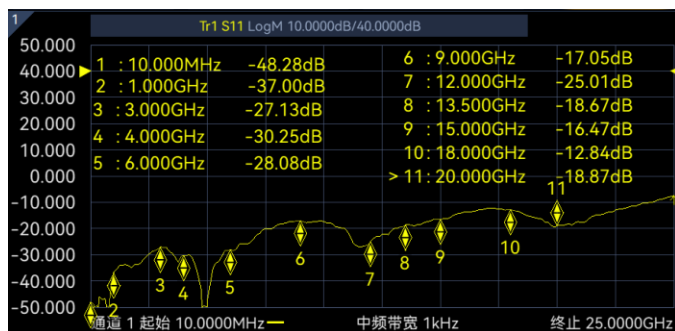 1
Tr1 S11 LogM 10.0000dB/40.0000dB
50.000
40.000
30.000
20.000
10.000
0.000
-10.000
-20.000
-30.000
-40.000
-50.000
1 : 10.000MHz -48.28dB
2 : 1.000GHz -37.00dB
3 : 3.000GHz -27.13dB
4 : 4.000GHz -30.25dB
5 : 6.000GHz -28.08dB
6 : 9.000GHz -17.05dB
7 : 12.000GHz -25.01dB
8 : 13.500GHz -18.67dB
9 : 15.000GHz -16.47dB
10: 18.000GHz -12.84dB
> 11: 20.000GHz -18.87dB
11
2
3
4
5
6
7
8
9
10
通道 1 起始 10.0000MHz 中频带宽 1kHz 终止 25.0000GHz